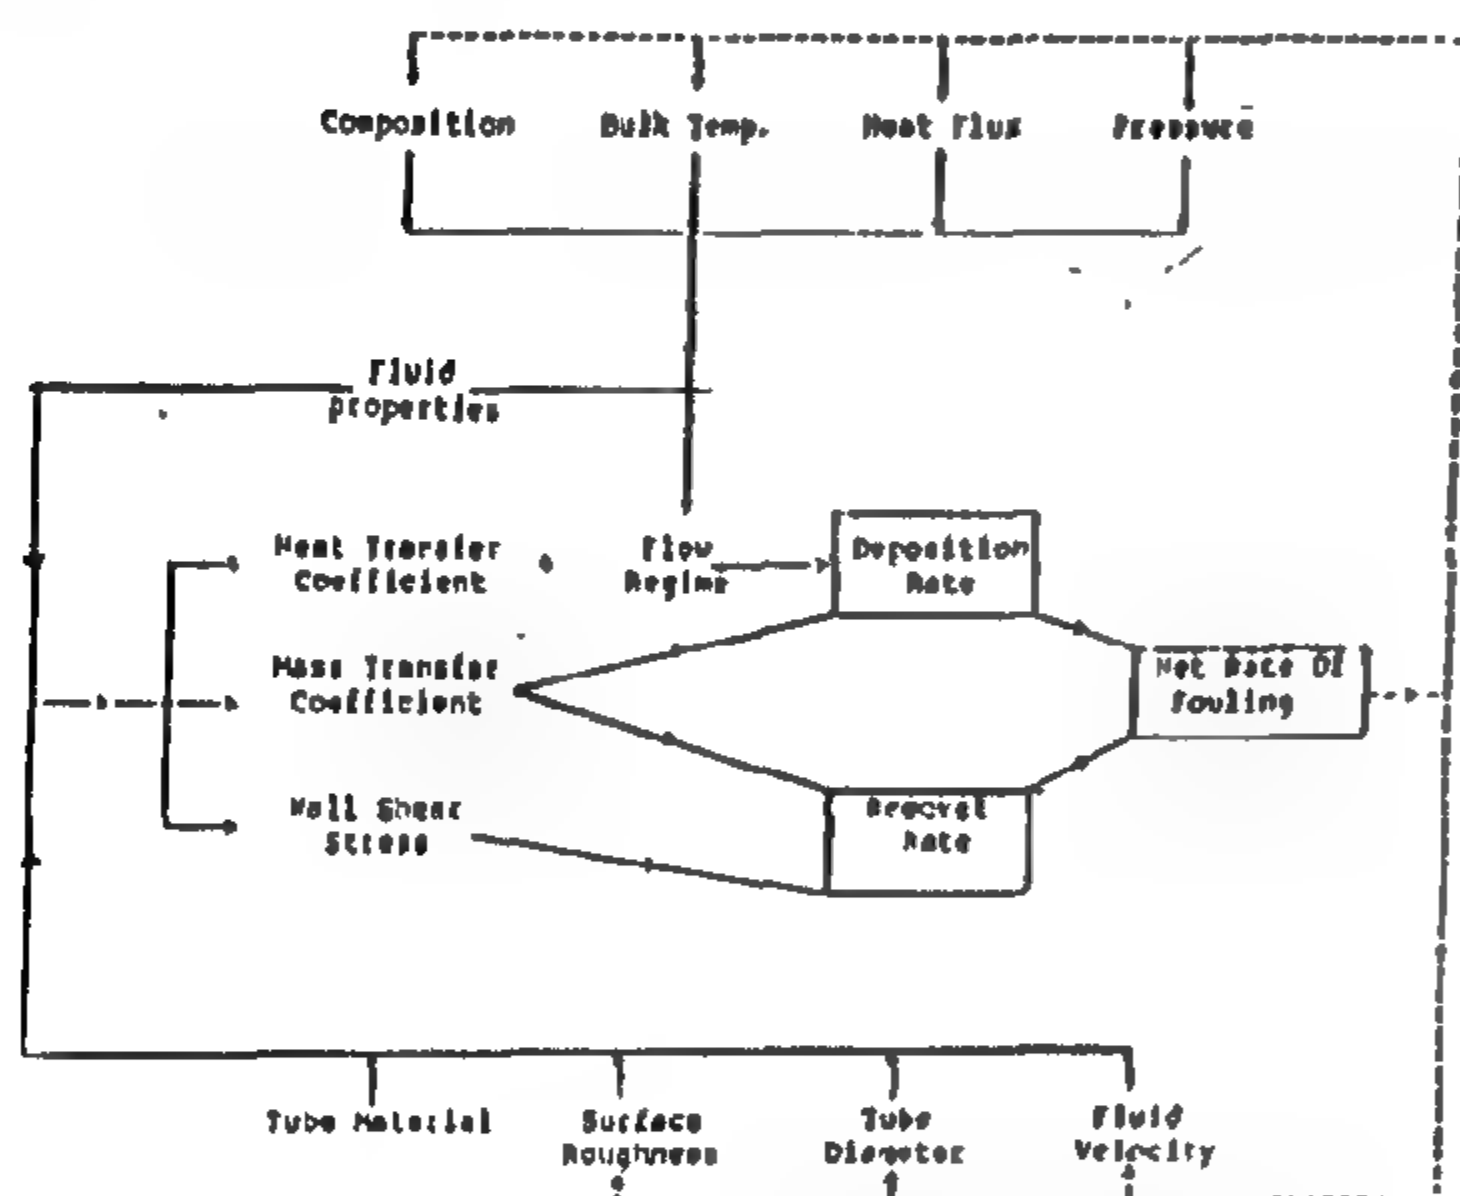 Composition Bulk Temp. Heat Flux Pressure
Fluid
properties
Heat Transfer
Coefficient
Flow
Regime
Deposition
Rate
Mass Transfer
Coefficient
Net Rate Of
Fouling
Wall Shear
Stress
Removal
Rate
Tube Material
Surface
Roughness
Tube
Diameter
Fluid
Velocity